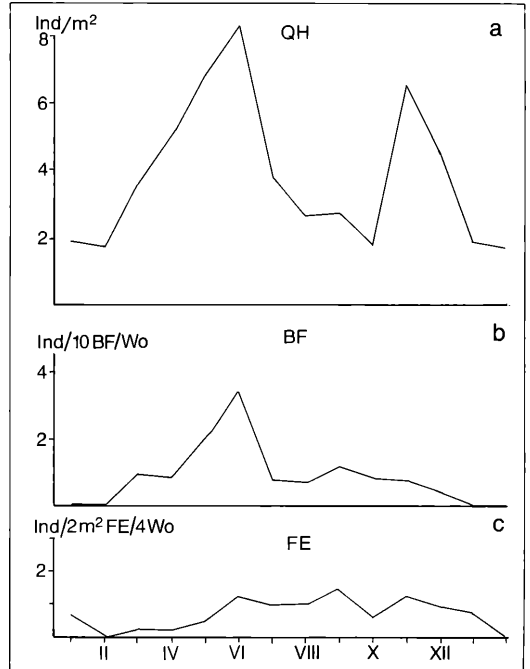 Ind/m² QH a
8
6
4
2
Ind/10 BF/Wo BF b
4
2
Ind/2m² FE/4Wo FE c
2
II IV VI VIII X XII